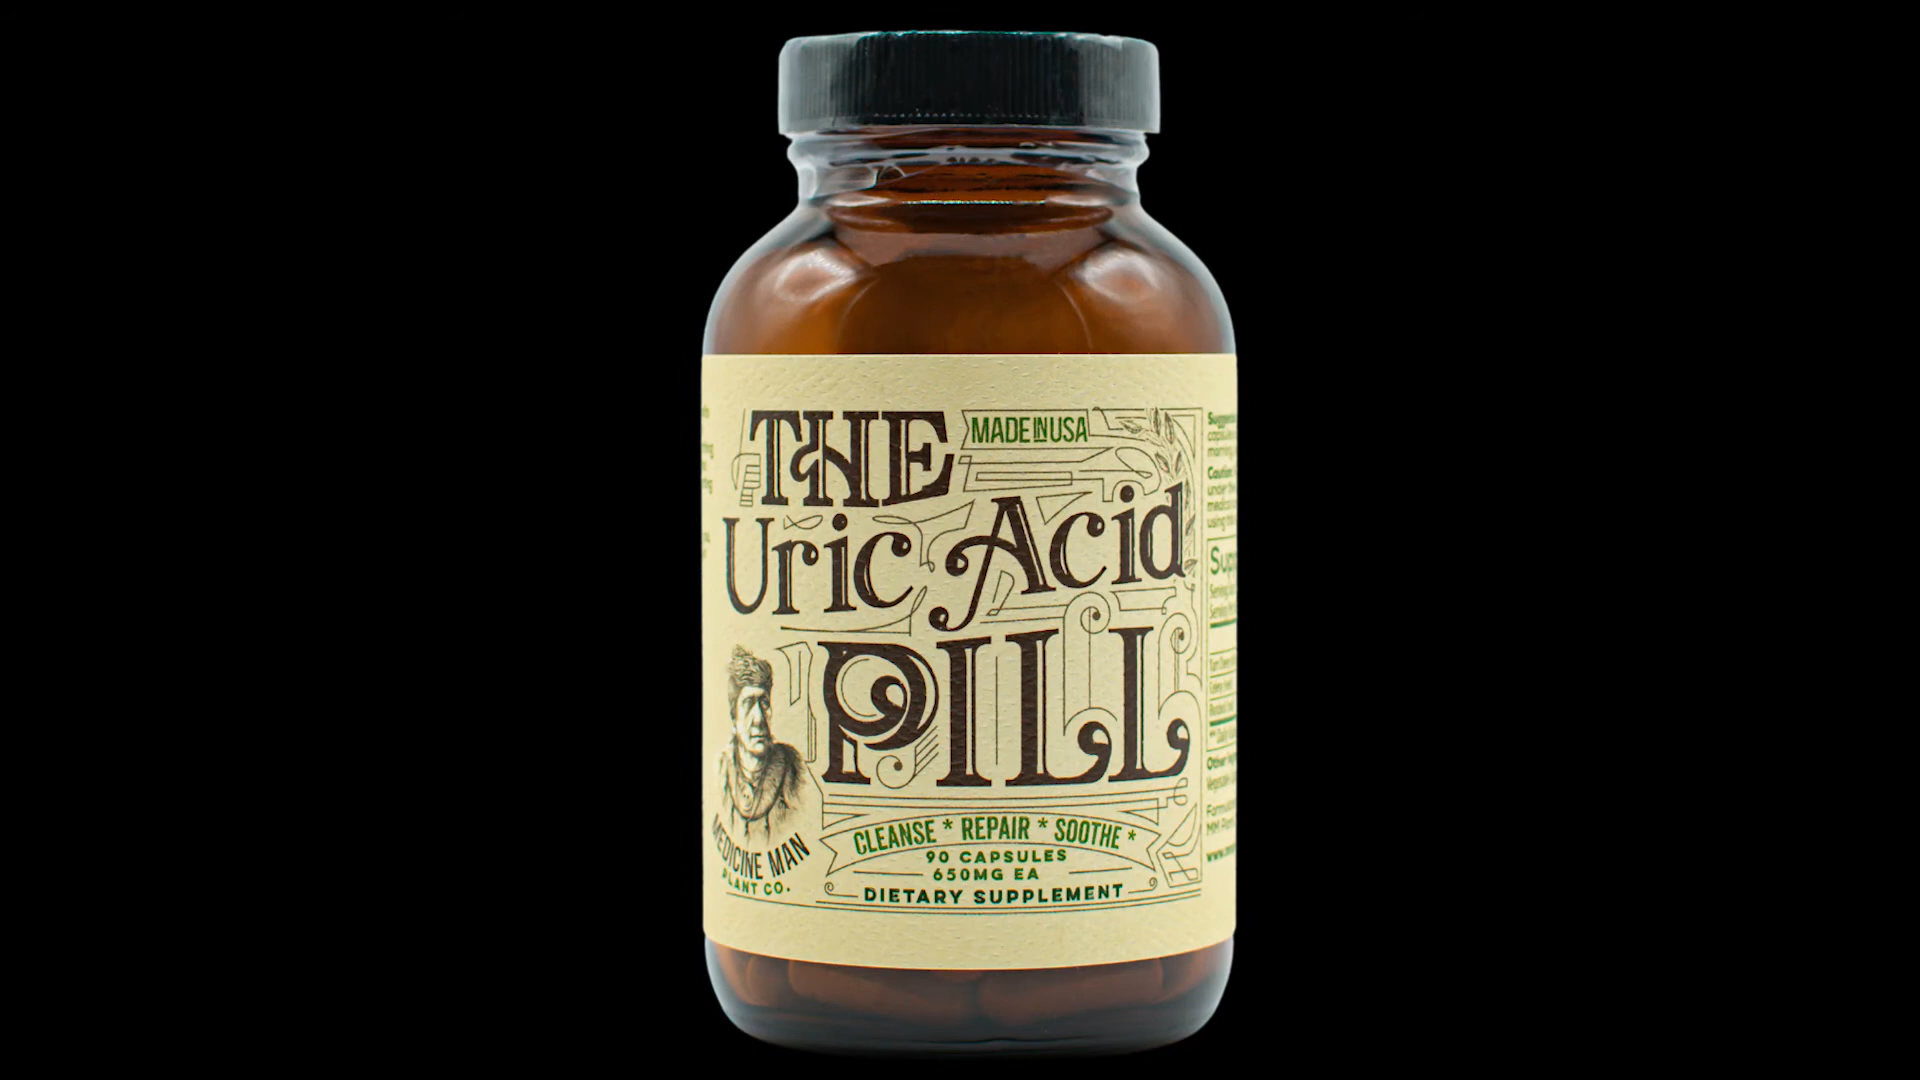 THE
MADE IN USA
Uric Acid
PILL
MEDICINE MAN
PLANT CO.
CLEANSE * REPAIR * SOOTHE *
90 CAPSULES
650MG EA
DIETARY SUPPLEMENT